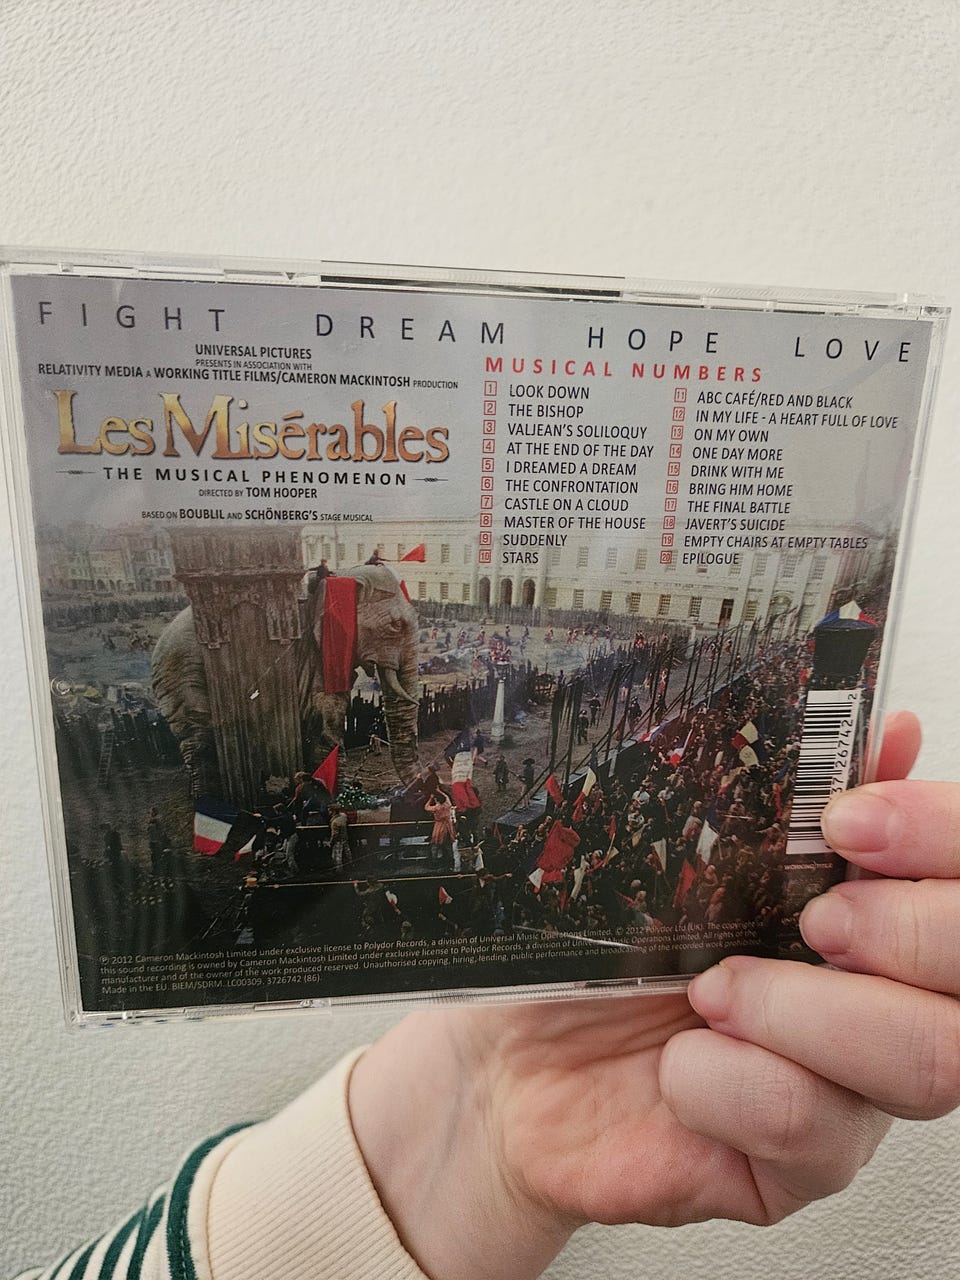 FIGHT DREAM HOPE LOVE
UNIVERSAL PICTURES
PRESENTS IN ASSOCIATION WITH
RELATIVITY MEDIA A WORKING TITLE FILMS/CAMERON MACKINTOSH PRODUCTION
Les Misérables
THE MUSICAL PHENOMENON
DIRECTED BY TOM HOOPER
BASED ON BOUBLIL AND SCHÖNBERG'S STAGE MUSICAL
MUSICAL NUMBERS
1 LOOK DOWN
2 THE BISHOP
3 VALJEAN'S SOLILOQUY
4 AT THE END OF THE DAY
5 I DREAMED A DREAM
6 THE CONFRONTATION
7 CASTLE ON A CLOUD
8 MASTER OF THE HOUSE
9 SUDDENLY
10 STARS
11 ABC CAFÉ/RED AND BLACK
12 IN MY LIFE - A HEART FULL OF LOVE
13 ON MY OWN
14 ONE DAY MORE
15 DRINK WITH ME
16 BRING HIM HOME
17 THE FINAL BATTLE
18 JAVERT'S SUICIDE
19 EMPTY CHAIRS AT EMPTY TABLES
20 EPILOGUE
37 26742 2
WORKING TITLE
℗ 2012 Cameron Mackintosh Limited under exclusive license to Polydor Records, a division of Universal Music Operations Limited. © 2012 Polydor Ltd (UK). The copyright in
this sound recording is owned by Cameron Mackintosh Limited under exclusive license to Polydor Records, a division of Universal Music Operations Limited. All rights of the
manufacturer and of the owner of the work produced reserved. Unauthorised copying, hiring, lending, public performance and broadcasting of the recorded work prohibited.
Made in the EU. BIEM/SDRM. LC00309. 3726742 (86).